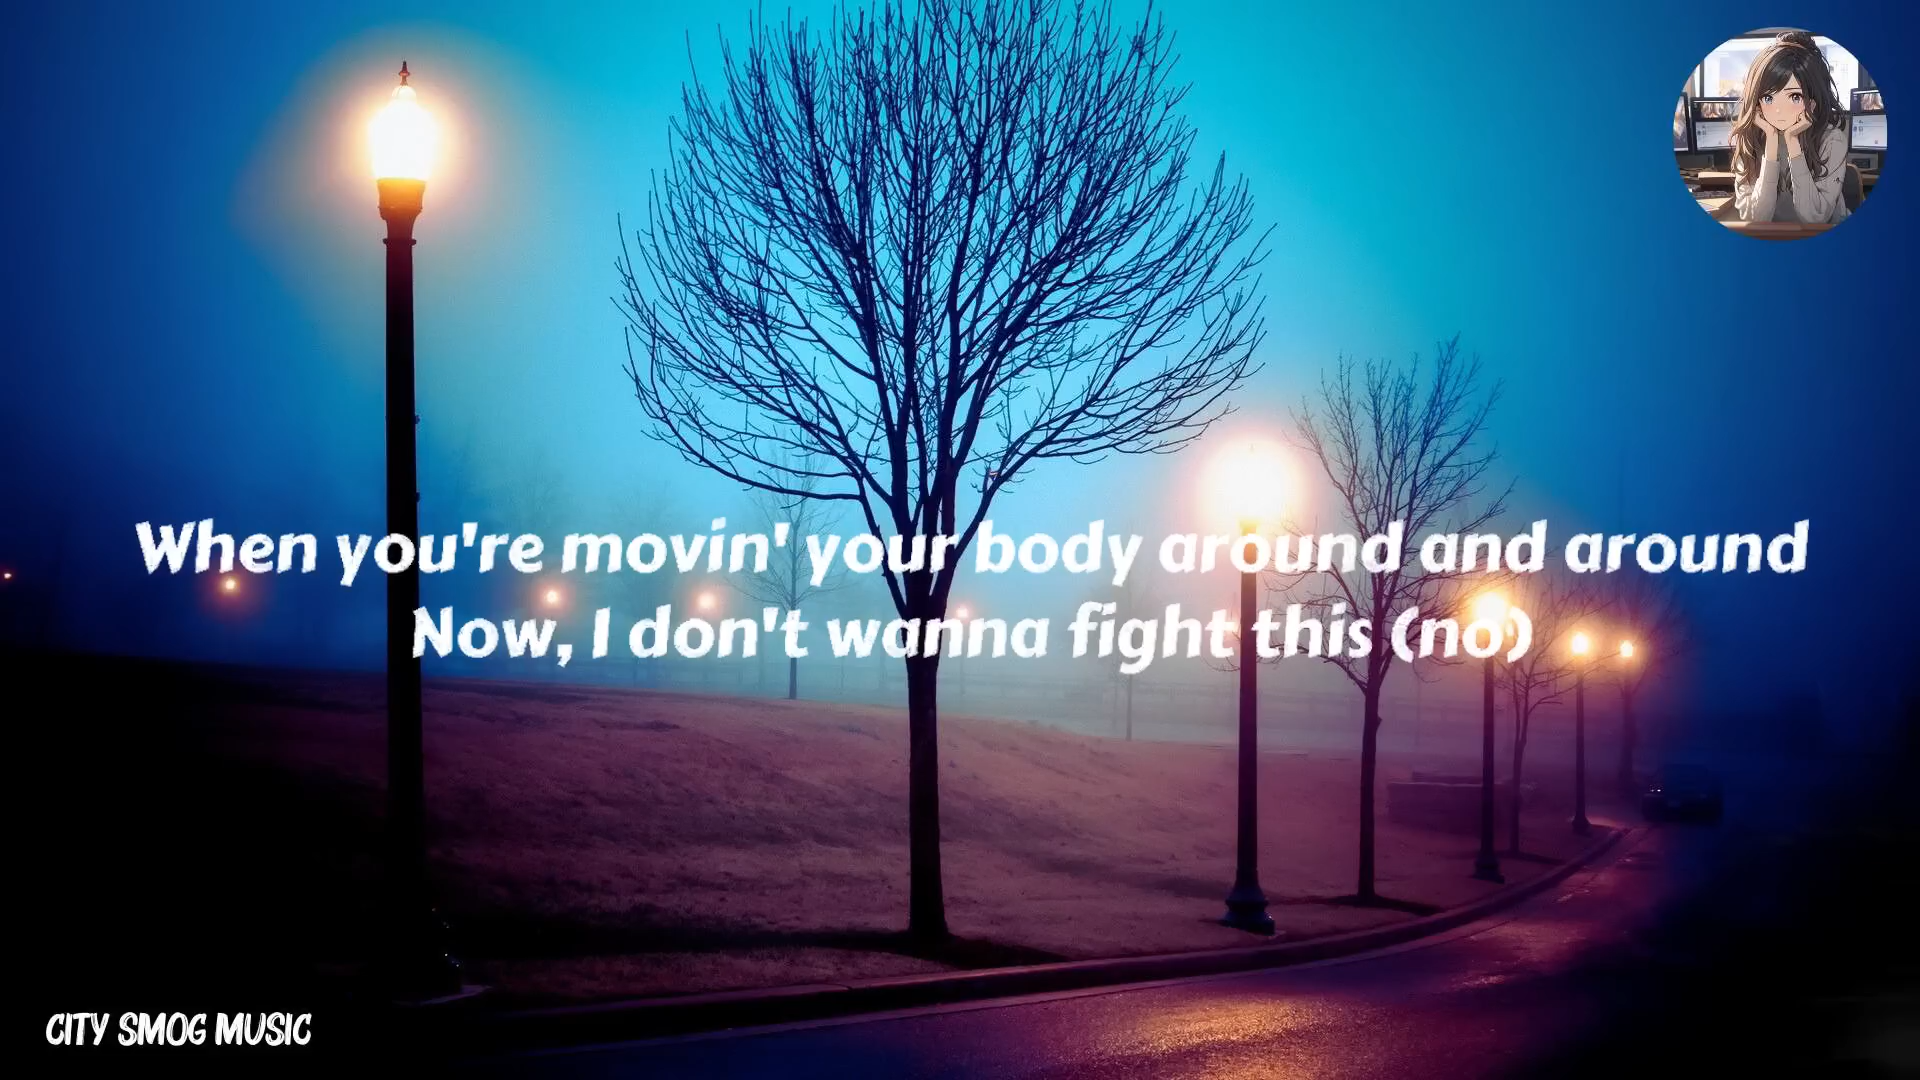 When you're movin' your body around and around
Now, I don't wanna fight this (no)
CITY SMOG MUSIC